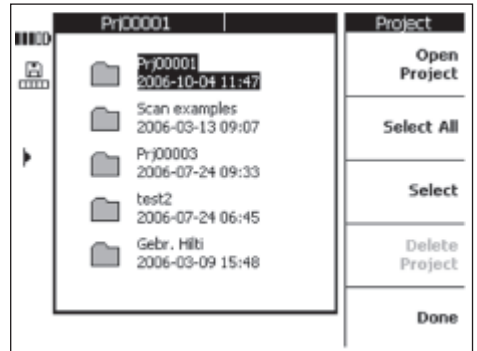 Prj00001
Project
Prj00001
2006-10-04 11:47
Scan examples
2006-03-13 09:07
Prj00003
2006-07-24 09:33
test2
2006-07-24 06:45
Gebr. Hilti
2006-03-09 15:48
Open
Project
Select All
Select
Delete
Project
Done